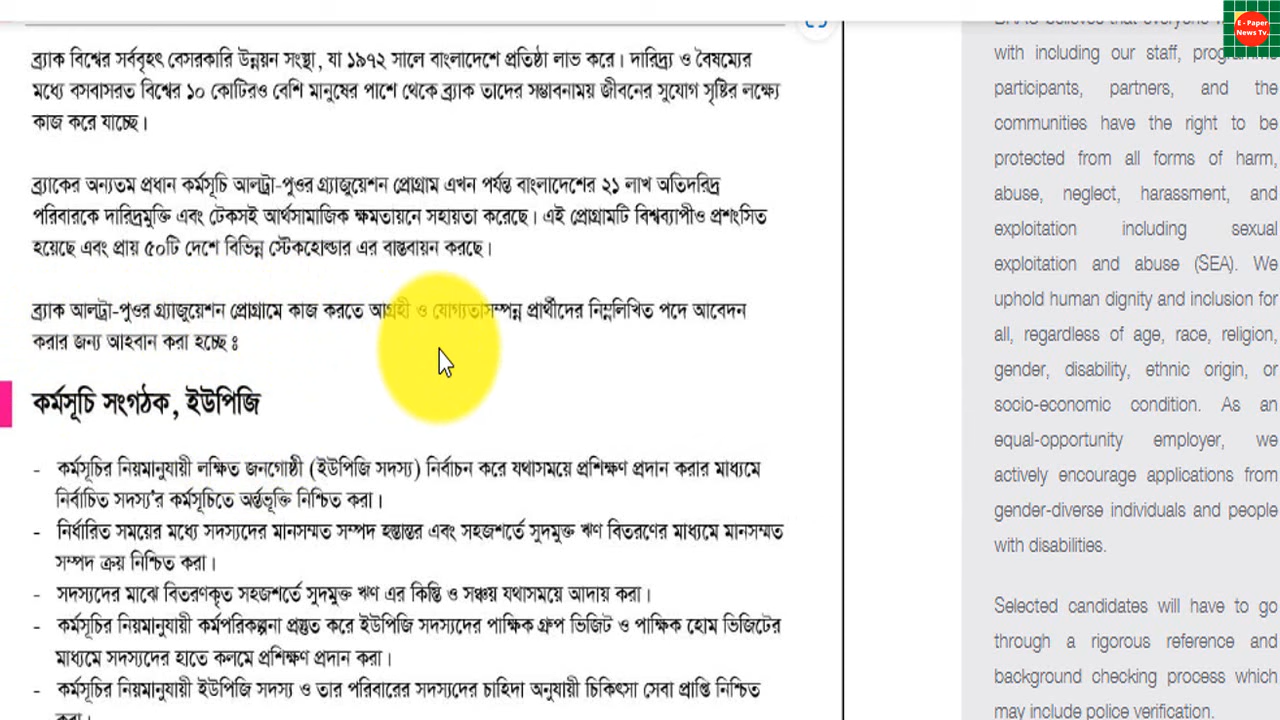 ব্র্যাক বিশ্বের সর্ববৃহৎ বেসরকারি উন্নয়ন সংস্থা, যা ১৯৭২ সালে বাংলাদেশে প্রতিষ্ঠা লাভ করে। দারিদ্র্য ও বৈষম্যের
মধ্যে বসবাসরত বিশ্বের ১০ কোটিরও বেশি মানুষের পাশে থেকে ব্র্যাক তাদের সম্ভাবনাময় জীবনের সুযোগ সৃষ্টির লক্ষ্যে
কাজ করে যাচ্ছে।
ব্র্যাকের অন্যতম প্রধান কর্মসূচি আলট্রা-পুওর গ্র্যাজুয়েশন প্রোগ্রাম এখন পর্যন্ত বাংলাদেশের ২১ লাখ অতিদরিদ্র
পরিবারকে দারিদ্রমুক্তি এবং টেকসই আর্থসামাজিক ক্ষমতায়নে সহায়তা করেছে। এই প্রোগ্রামটি বিশ্বব্যাপীও প্রশংসিত
হয়েছে এবং প্রায় ৫০টি দেশে বিভিন্ন স্টেকহোল্ডার এর বাস্তবায়ন করছে।
ব্র্যাক আলট্রা-পুওর গ্র্যাজুয়েশন প্রোগ্রামে কাজ করতে আগ্রহী ও যোগ্যতাসম্পন্ন প্রার্থীদের নিম্নলিখিত পদে আবেদন
করার জন্য আহবান করা হচ্ছে ঃ
কর্মসূচি সংগঠক, ইউপিজি
- কর্মসূচির নিয়মানুযায়ী লক্ষিত জনগোষ্ঠী (ইউপিজি সদস্য) নির্বাচন করে যথাসময়ে প্রশিক্ষণ প্রদান করার মাধ্যমে
নির্বাচিত সদস্য'র কর্মসূচিতে অর্ন্তভূক্তি নিশ্চিত করা।
- নির্ধারিত সময়ের মধ্যে সদস্যদের মানসম্মত সম্পদ হস্তান্তর এবং সহজশর্তে সুদমুক্ত ঋণ বিতরণের মাধ্যমে মানসম্মত
সম্পদ ক্রয় নিশ্চিত করা।
- সদস্যদের মাঝে বিতরণকৃত সহজশর্তে সুদমুক্ত ঋণ এর কিস্তি ও সঞ্চয় যথাসময়ে আদায় করা।
- কর্মসূচির নিয়মানুযায়ী কর্মপরিকল্পনা প্রস্তুত করে ইউপিজি সদস্যদের পাক্ষিক গ্রুপ ভিজিট ও পাক্ষিক হোম ভিজিটের
মাধ্যমে সদস্যদের হাতে কলমে প্রশিক্ষণ প্রদান করা।
- কর্মসূচির নিয়মানুযায়ী ইউপিজি সদস্য ও তার পরিবারের সদস্যদের চাহিদা অনুযায়ী চিকিৎসা সেবা প্রাপ্তি নিশ্চিত
করা।
with including our staff, programme
participants, partners, and the
communities have the right to be
protected from all forms of harm,
abuse, neglect, harassment, and
exploitation including sexual
exploitation and abuse (SEA). We
uphold human dignity and inclusion for
all, regardless of age, race, religion,
gender, disability, ethnic origin, or
socio-economic condition. As an
equal-opportunity employer, we
actively encourage applications from
gender-diverse individuals and people
with disabilities.
Selected candidates will have to go
through a rigorous reference and
background checking process which
may include police verification.
E - Paper
News Tv.